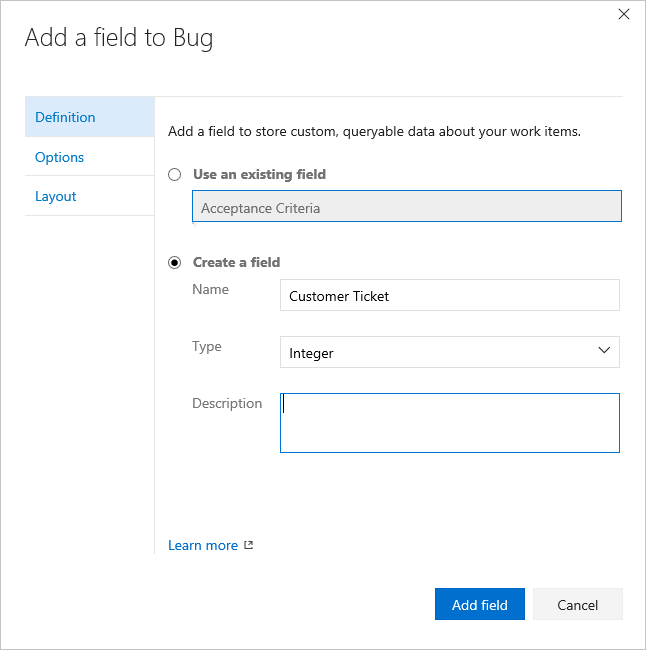 Add a field to Bug
Definition
Options
Layout
Add a field to store custom, queryable data about your work items.
Use an existing field
Acceptance Criteria
Create a field
Name
Customer Ticket
Type
Integer
Description
Learn more
Add field
Cancel